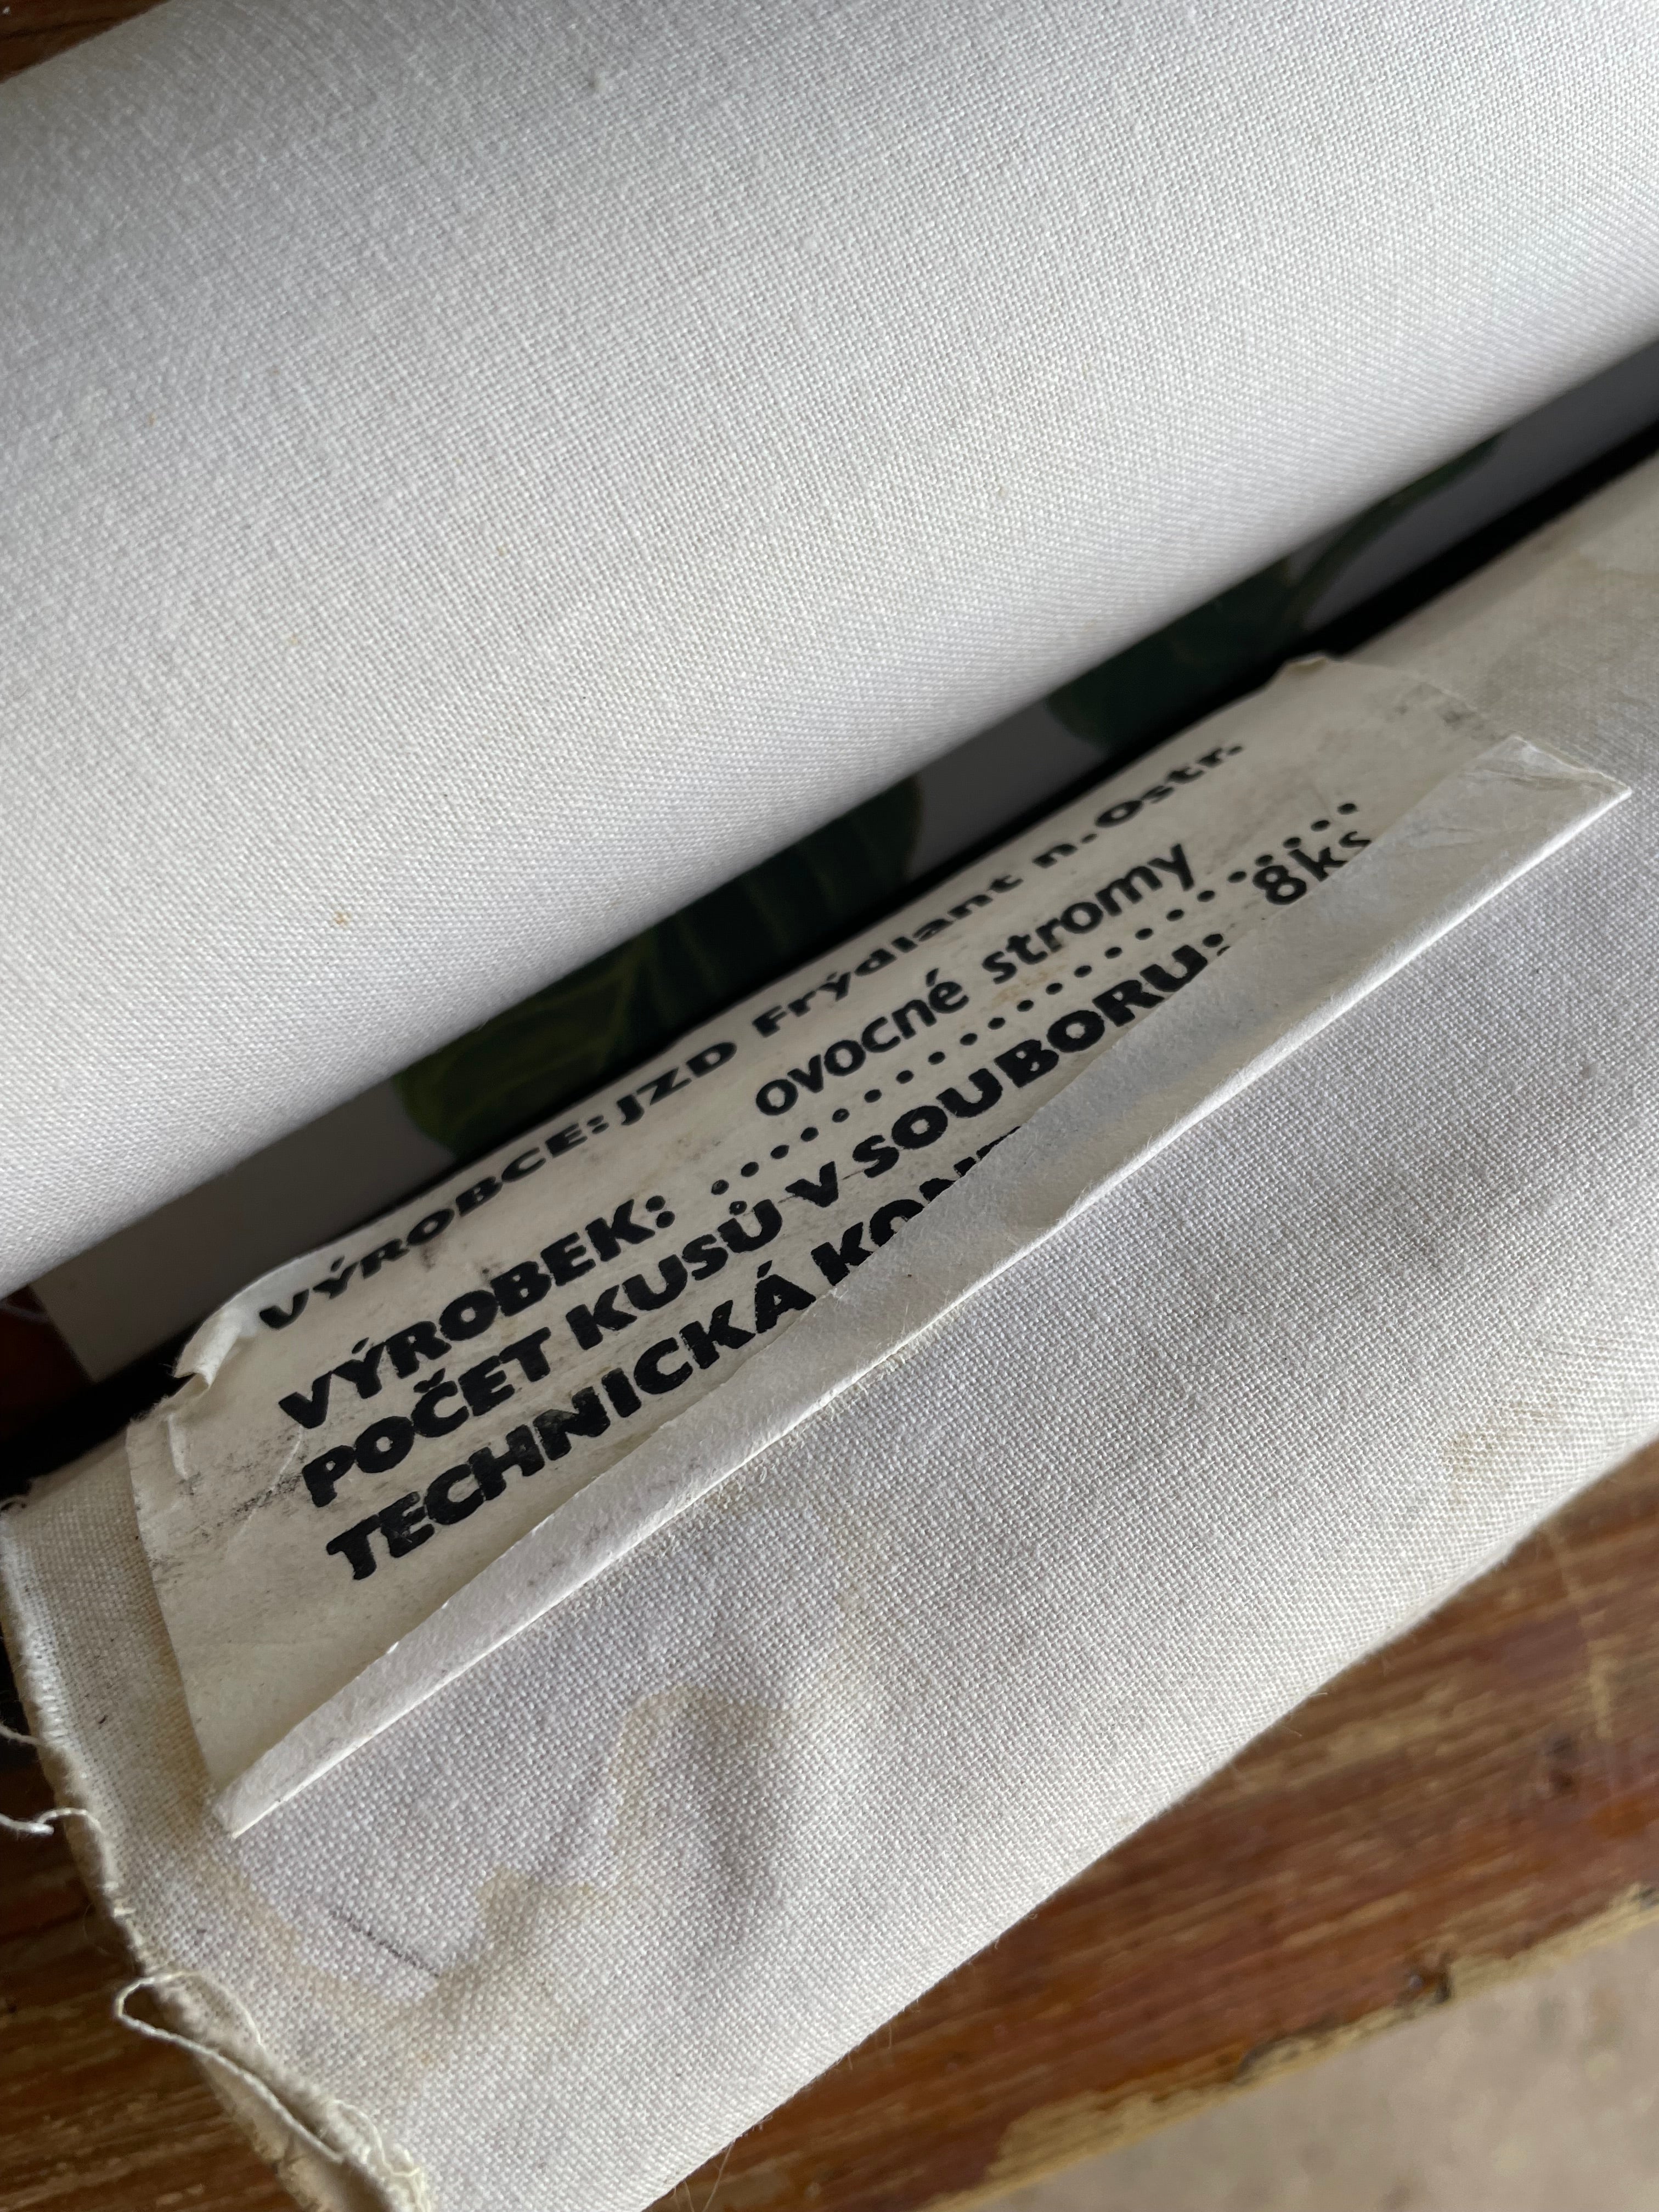 VÝROBCE: JZD Frýdlant n. Ostr.
VÝROBEK: ovocné stromy
POČET KUSŮ V SOUBORU: 8ks
TECHNICKÁ